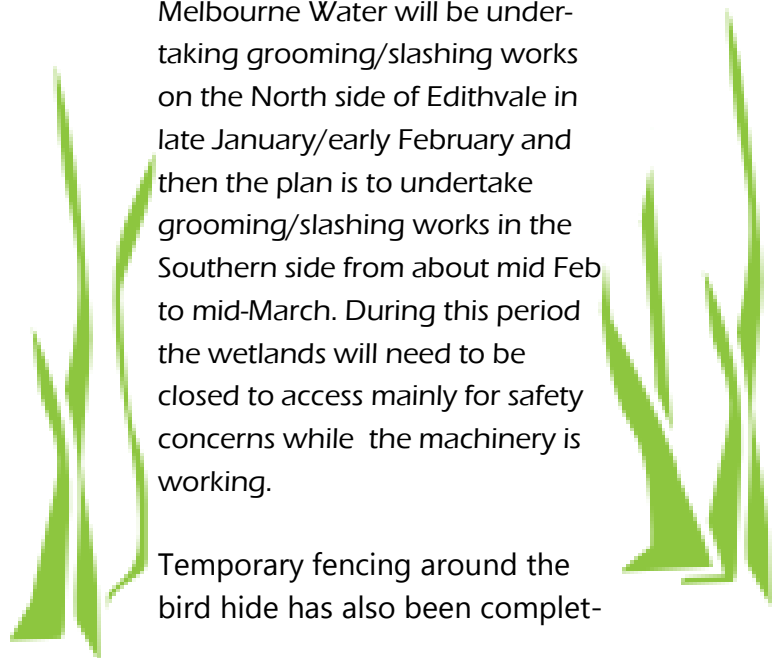 Melbourne Water will be under-
taking grooming/slashing works
on the North side of Edithvale in
late January/early February and
then the plan is to undertake
grooming/slashing works in the
Southern side from about mid Feb
to mid-March. During this period
the wetlands will need to be
closed to access mainly for safety
concerns while  the machinery is
working.
Temporary fencing around the
bird hide has also been complet-